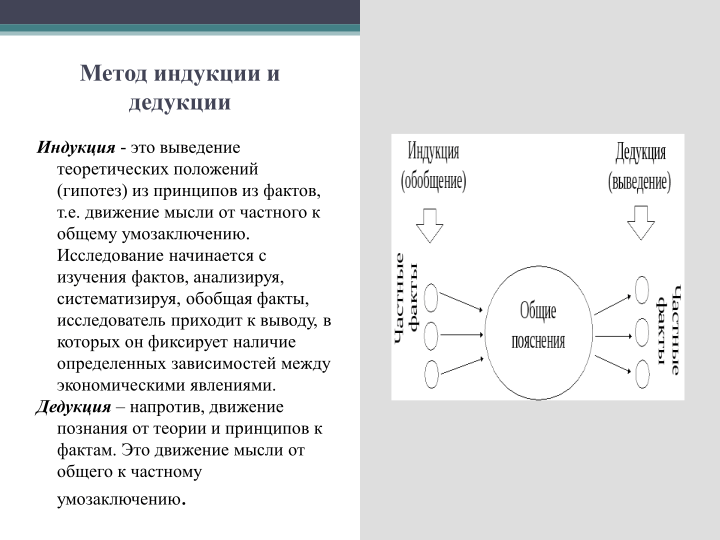 Метод индукции и
дедукции
Индукция - это выведение
теоретических положений
(гипотез) из принципов из фактов,
т.е. движение мысли от частного к
общему умозаключению.
Исследование начинается с
изучения фактов, анализируя,
систематизируя, обобщая факты,
исследователь приходит к выводу, в
которых он фиксирует наличие
определенных зависимостей между
экономическими явлениями.
Дедукция – напротив, движение
познания от теории и принципов к
фактам. Это движение мысли от
общего к частному
умозаключению.
Индукция
(обобщение)
Дедукция
(выведение)
Частные
факты
Общие
пояснения
Частные
факты